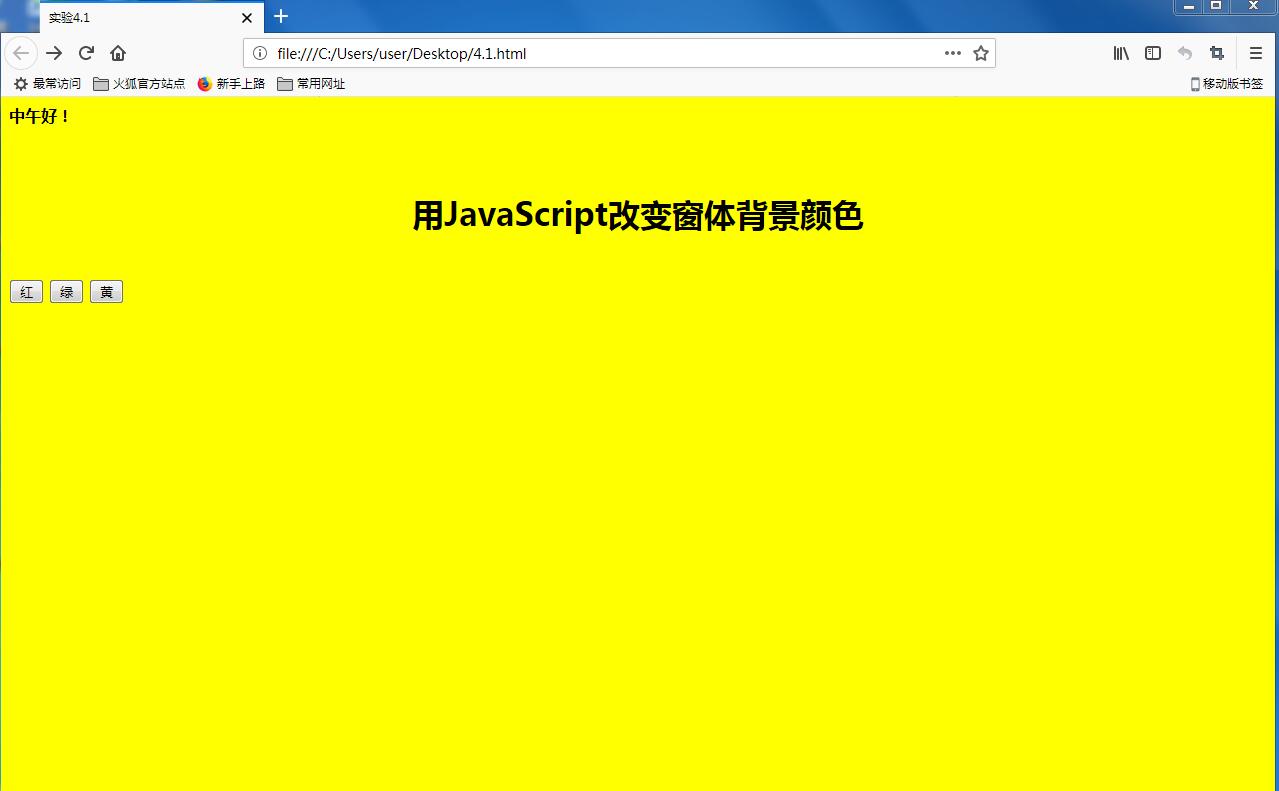 实验4.1
file:///C:/Users/user/Desktop/4.1.html
最常访问 火狐官方站点 新手上路 常用网址 移动版书签
中午好！
用JavaScript改变窗体背景颜色
红 绿 黄